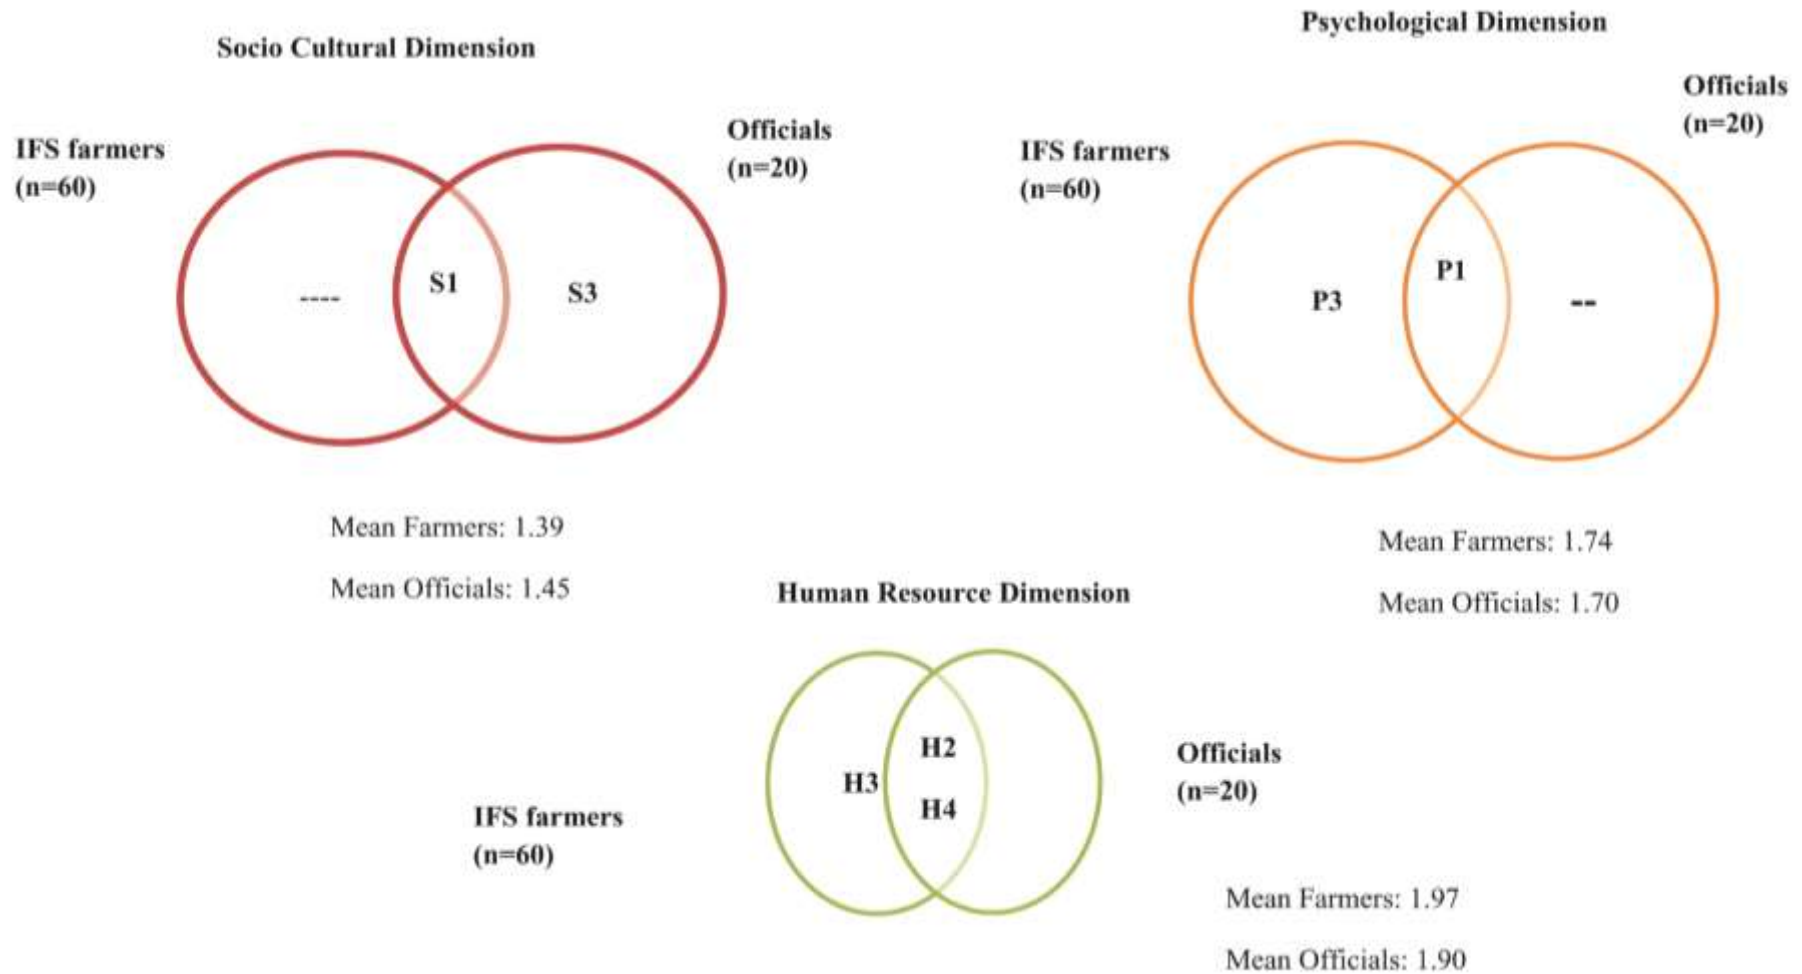 Socio Cultural Dimension
IFS farmers
(n=60)
Officials
(n=20)
----
S1
S3
Mean Farmers: 1.39
Mean Officials: 1.45
Psychological Dimension
IFS farmers
(n=60)
Officials
(n=20)
P3
P1
--
Mean Farmers: 1.74
Mean Officials: 1.70
Human Resource Dimension
IFS farmers
(n=60)
H3
H2
H4
Officials
(n=20)
Mean Farmers: 1.97
Mean Officials: 1.90